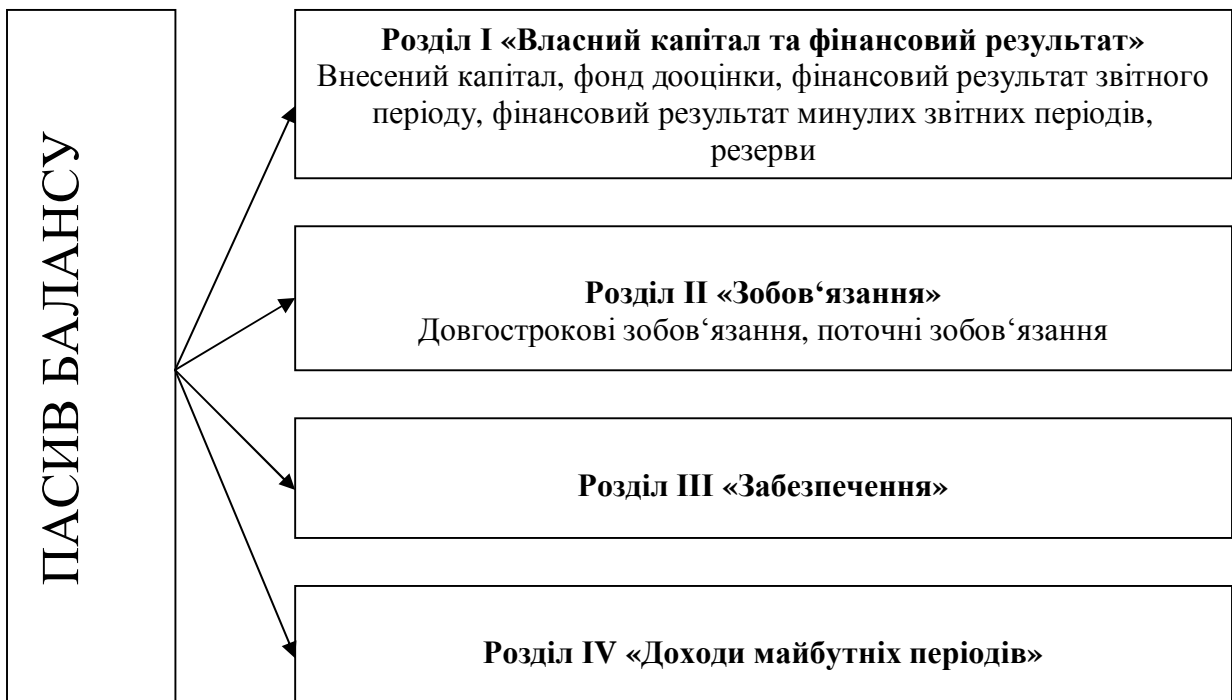 ПАСИВ БАЛАНСУ
Розділ I «Власний капітал та фінансовий результат»
Внесений капітал, фонд дооцінки, фінансовий результат звітного
періоду, фінансовий результат минулих звітних періодів,
резерви
Розділ II «Зобов‘язання»
Довгострокові зобов‘язання, поточні зобов‘язання
Розділ III «Забезпечення»
Розділ IV «Доходи майбутніх періодів»